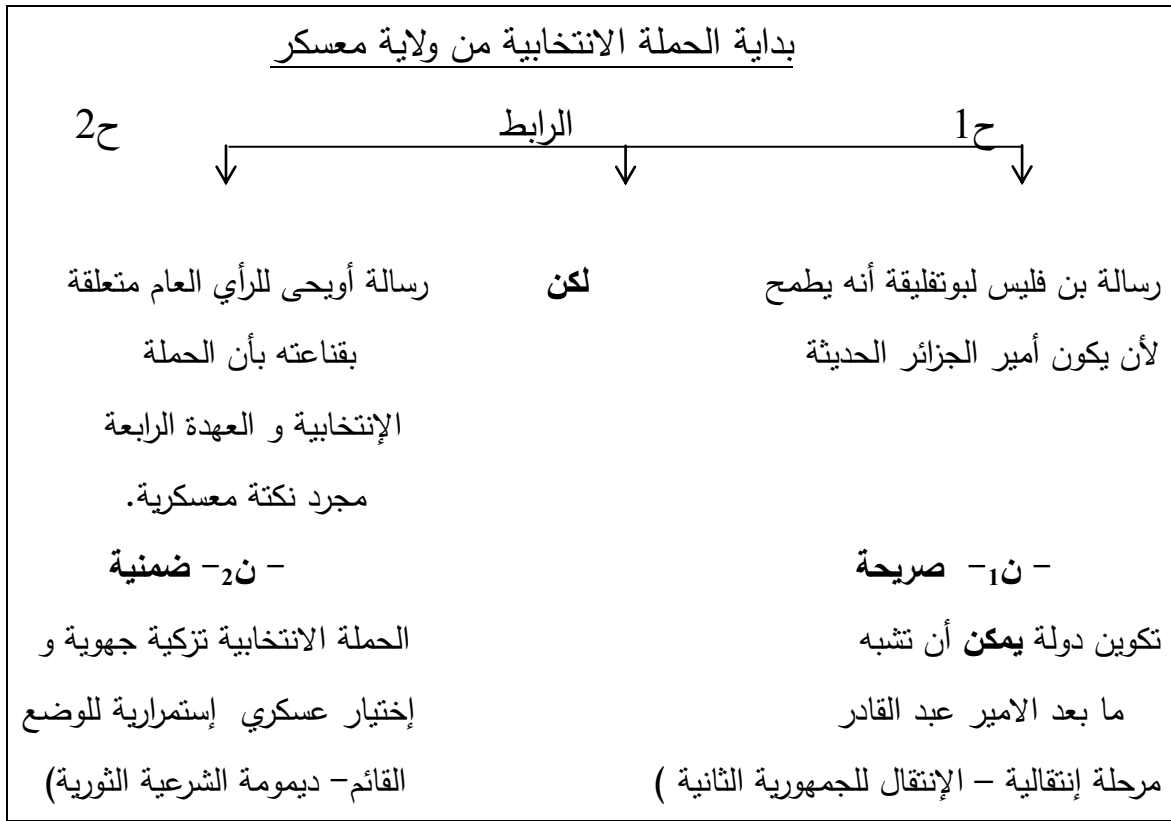 بداية الحملة الانتخابية من ولاية معسكر
ح1 الرابط ح2
رسالة بن فليس لبوتفليقة أنه يطمح لكن رسالة أويحى للرأي العام متعلقة
لأن يكون أمير الجزائر الحديثة بقناعته بأن الحملة
الإنتخابية و العهدة الرابعة
مجرد نكتة معسكرية.
- ن1- صريحة - ن2- ضمنية
تكوين دولة يمكن أن تشبه الحملة الانتخابية تزكية جهوية و
ما بعد الامير عبد القادر إختيار عسكري إستمرارية للوضع
مرحلة إنتقالية – الإنتقال للجمهورية الثانية ) القائم- ديمومة الشرعية الثورية)